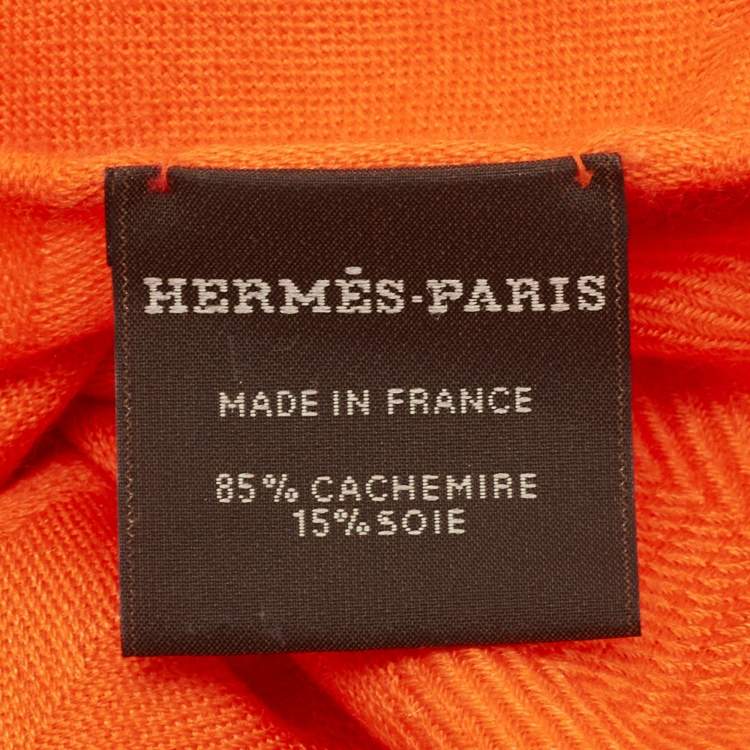 HERMÈS-PARIS
MADE IN FRANCE
85% CACHEMIRE
15% SOIE